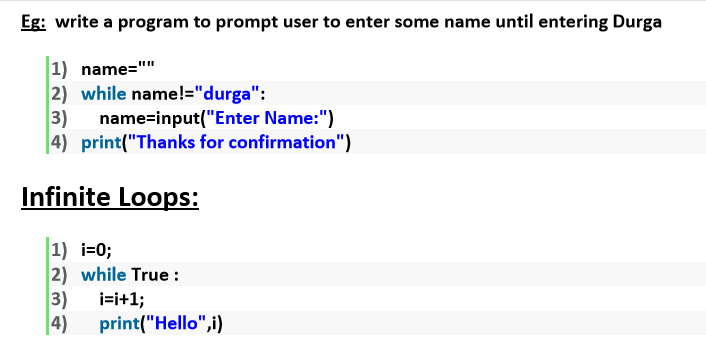 Eg: write a program to prompt user to enter some name until entering Durga
1) name=""
2) while name!="durga":
3) name=input("Enter Name:")
4) print("Thanks for confirmation")
Infinite Loops:
1) i=0;
2) while True :
3) i=i+1;
4) print("Hello",i)